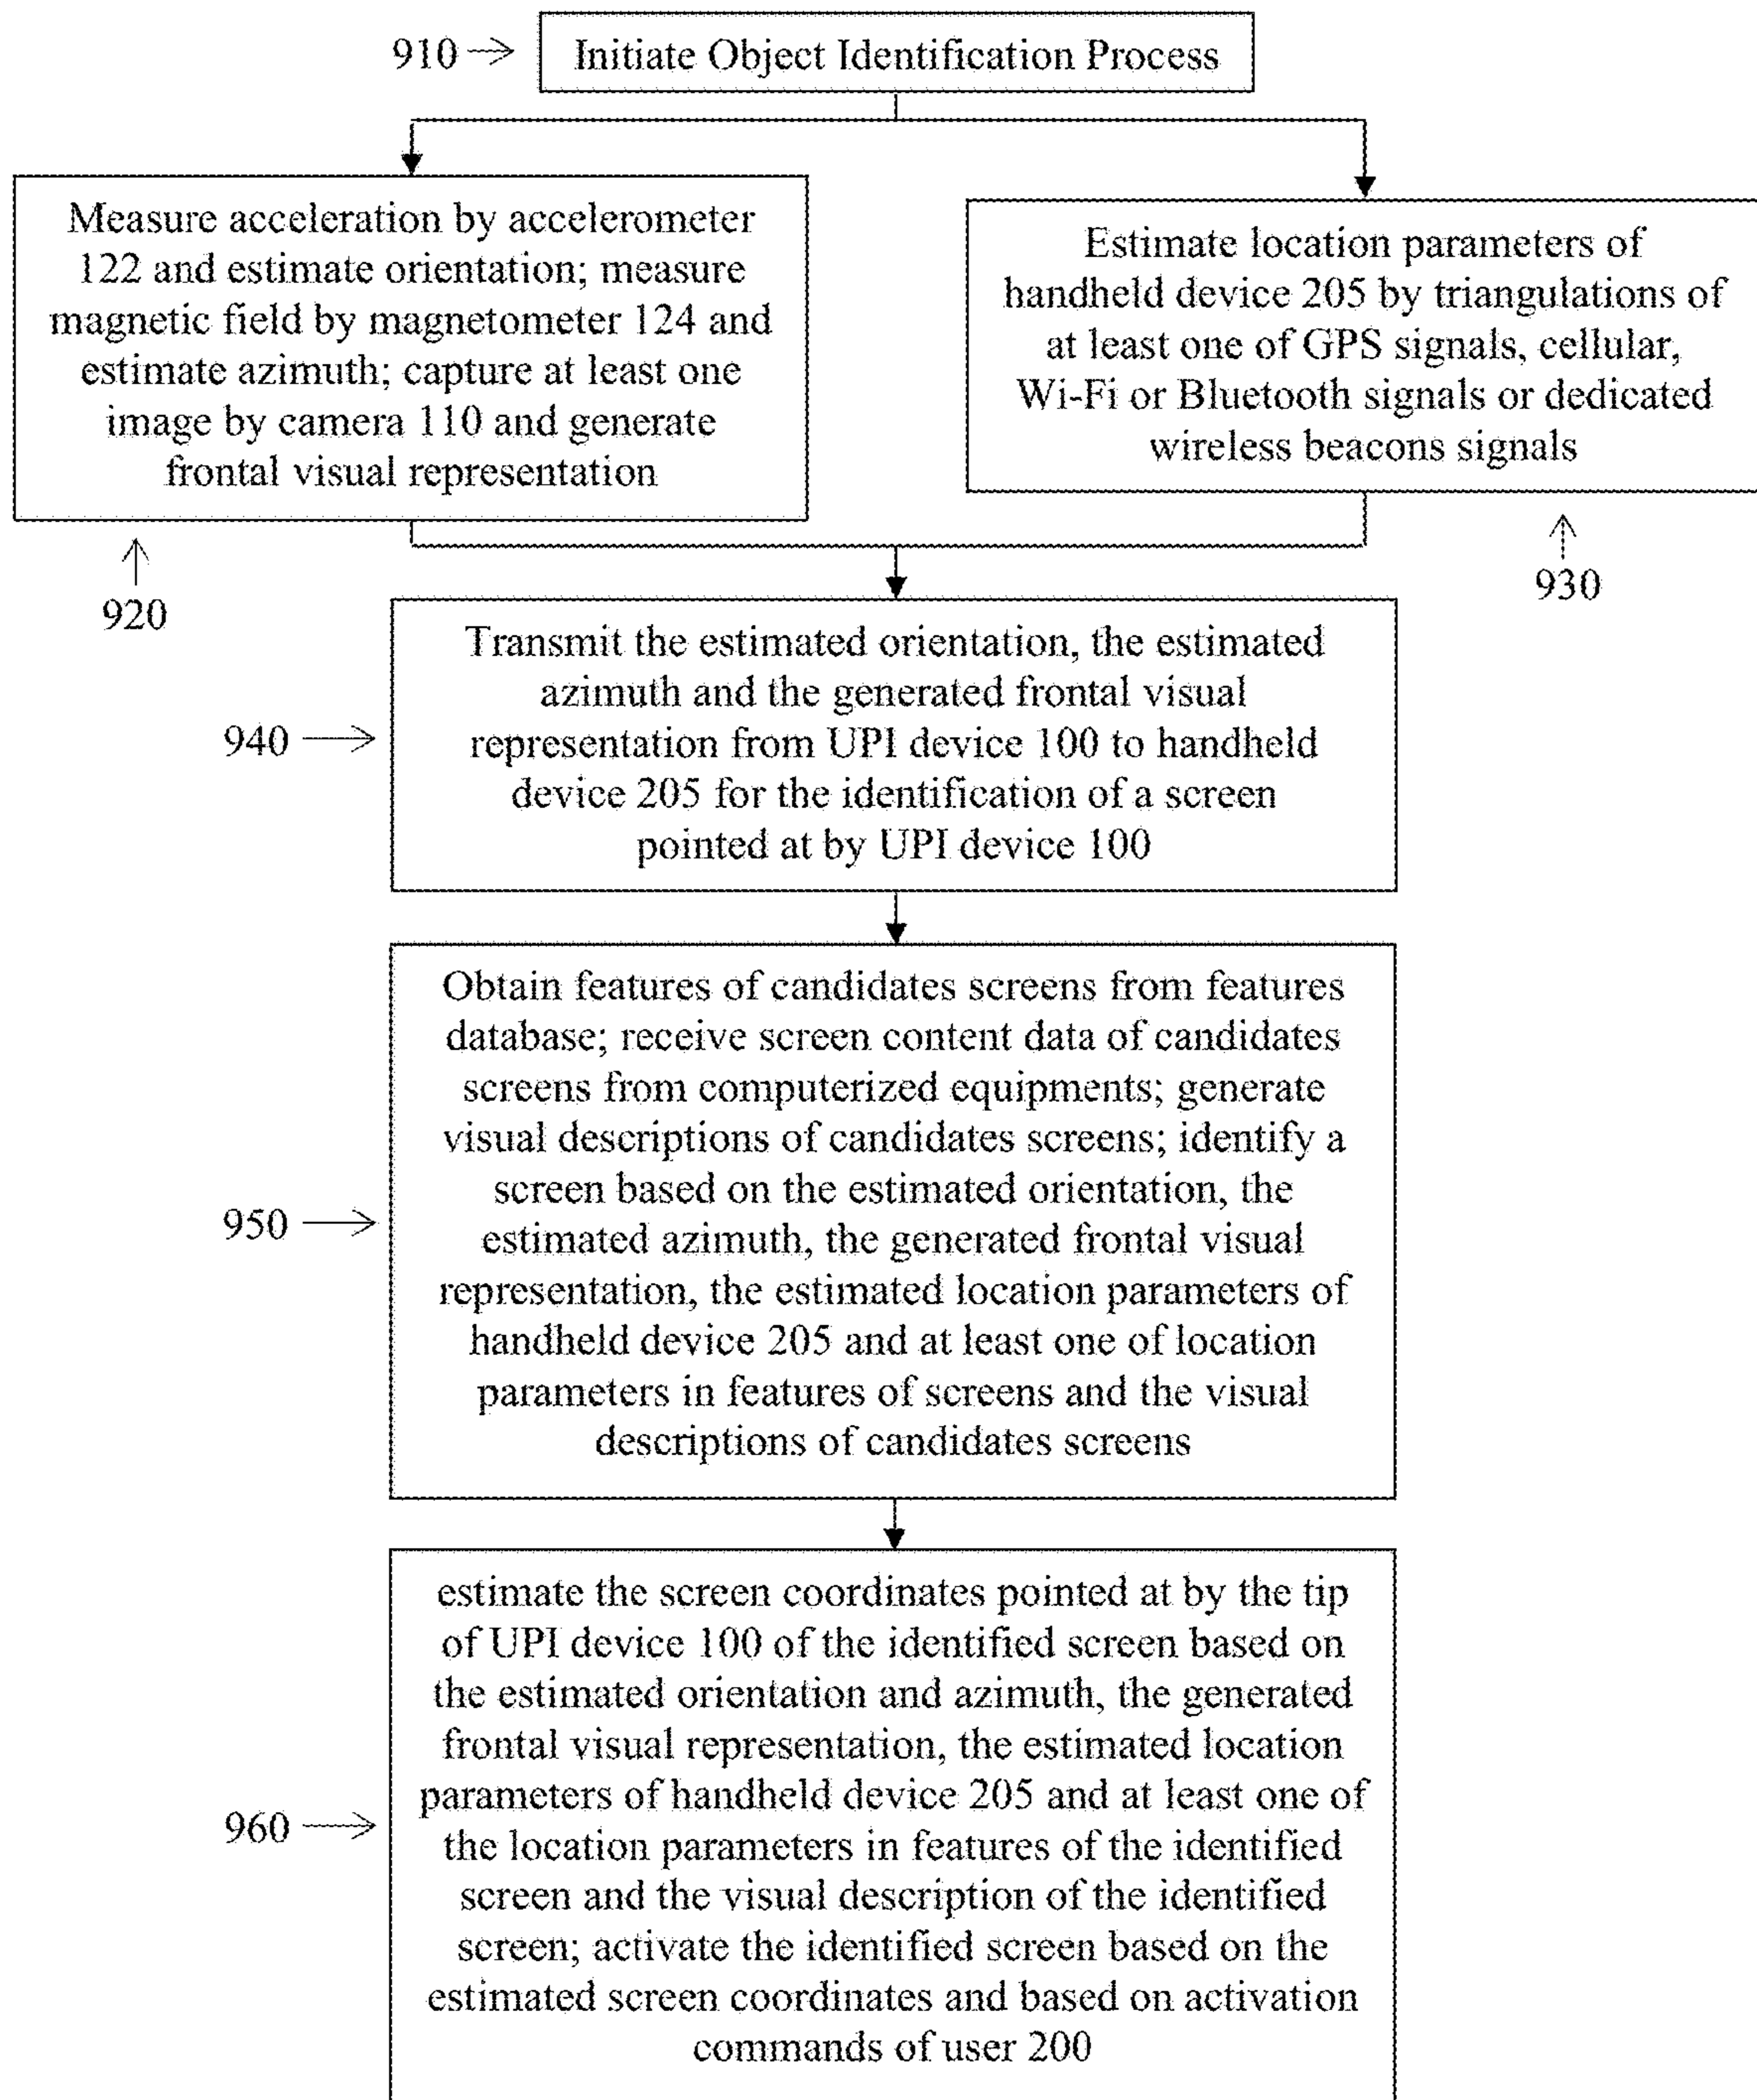 910
Initiate Object Identification Process
Measure acceleration by accelerometer
122 and estimate orientation; measure
magnetic field by magnetometer 124 and
estimate azimuth; capture at least one
image by camera 110 and generate
frontal visual representation
920
Estimate location parameters of
handheld device 205 by triangulations of
at least one of GPS signals, cellular,
Wi-Fi or Bluetooth signals or dedicated
wireless beacons signals
930
940
Transmit the estimated orientation, the estimated
azimuth and the generated frontal visual
representation from UPI device 100 to handheld
device 205 for the identification of a screen
pointed at by UPI device 100
950
Obtain features of candidates screens from features
database; receive screen content data of candidates
screens from computerized equipments; generate
visual descriptions of candidates screens; identify a
screen based on the estimated orientation, the
estimated azimuth, the generated frontal visual
representation, the estimated location parameters of
handheld device 205 and at least one of location
parameters in features of screens and the visual
descriptions of candidates screens
960
estimate the screen coordinates pointed at by the tip
of UPI device 100 of the identified screen based on
the estimated orientation and azimuth, the generated
frontal visual representation, the estimated location
parameters of handheld device 205 and at least one of
the location parameters in features of the identified
screen and the visual description of the identified
screen; activate the identified screen based on the
estimated screen coordinates and based on activation
commands of user 200